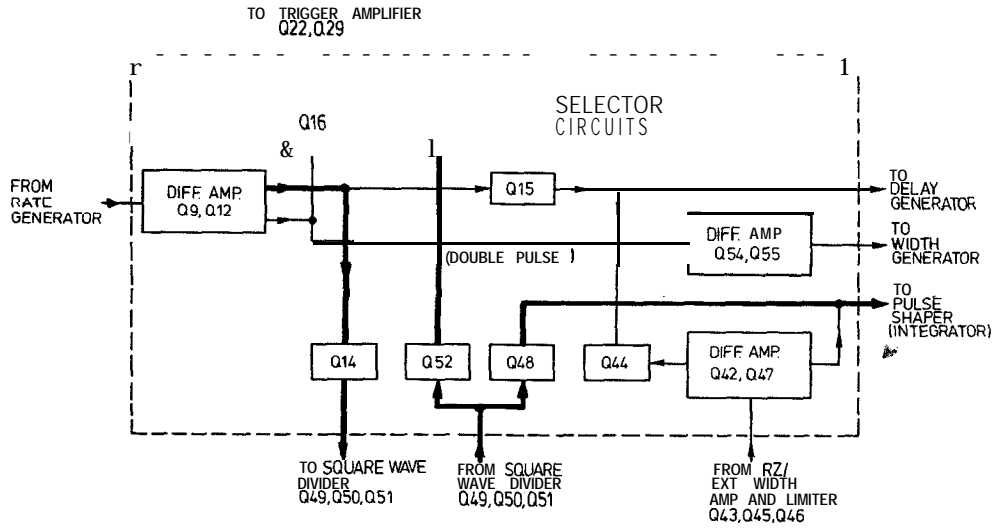 TO TRIGGER AMPLIFIER
Q22,Q29
r
1
SELECTOR
CIRCUITS
Q16
&
1
FROM
RATE
GENERATOR
DIFF. AMP.
Q9, Q12
Q15
TO
DELAY
GENERATOR
DIFF. AMP
Q54,Q55
TO
WIDTH
GENERATOR
(DOUBLE PULSE )
TO
PULSE
SHAPER
(INTEGRATOR)
Q14
Q52
Q48
Q44
DIFF. AMP.
Q42, Q47
TO SQUARE WAVE
DIVIDER
Q49,Q50,Q51
FROM SQUARE
WAVE DIVIDER
Q49,Q50,Q51
FROM RZ/
EXT WIDTH
AMP AND LIMITER
Q43,Q45,Q46